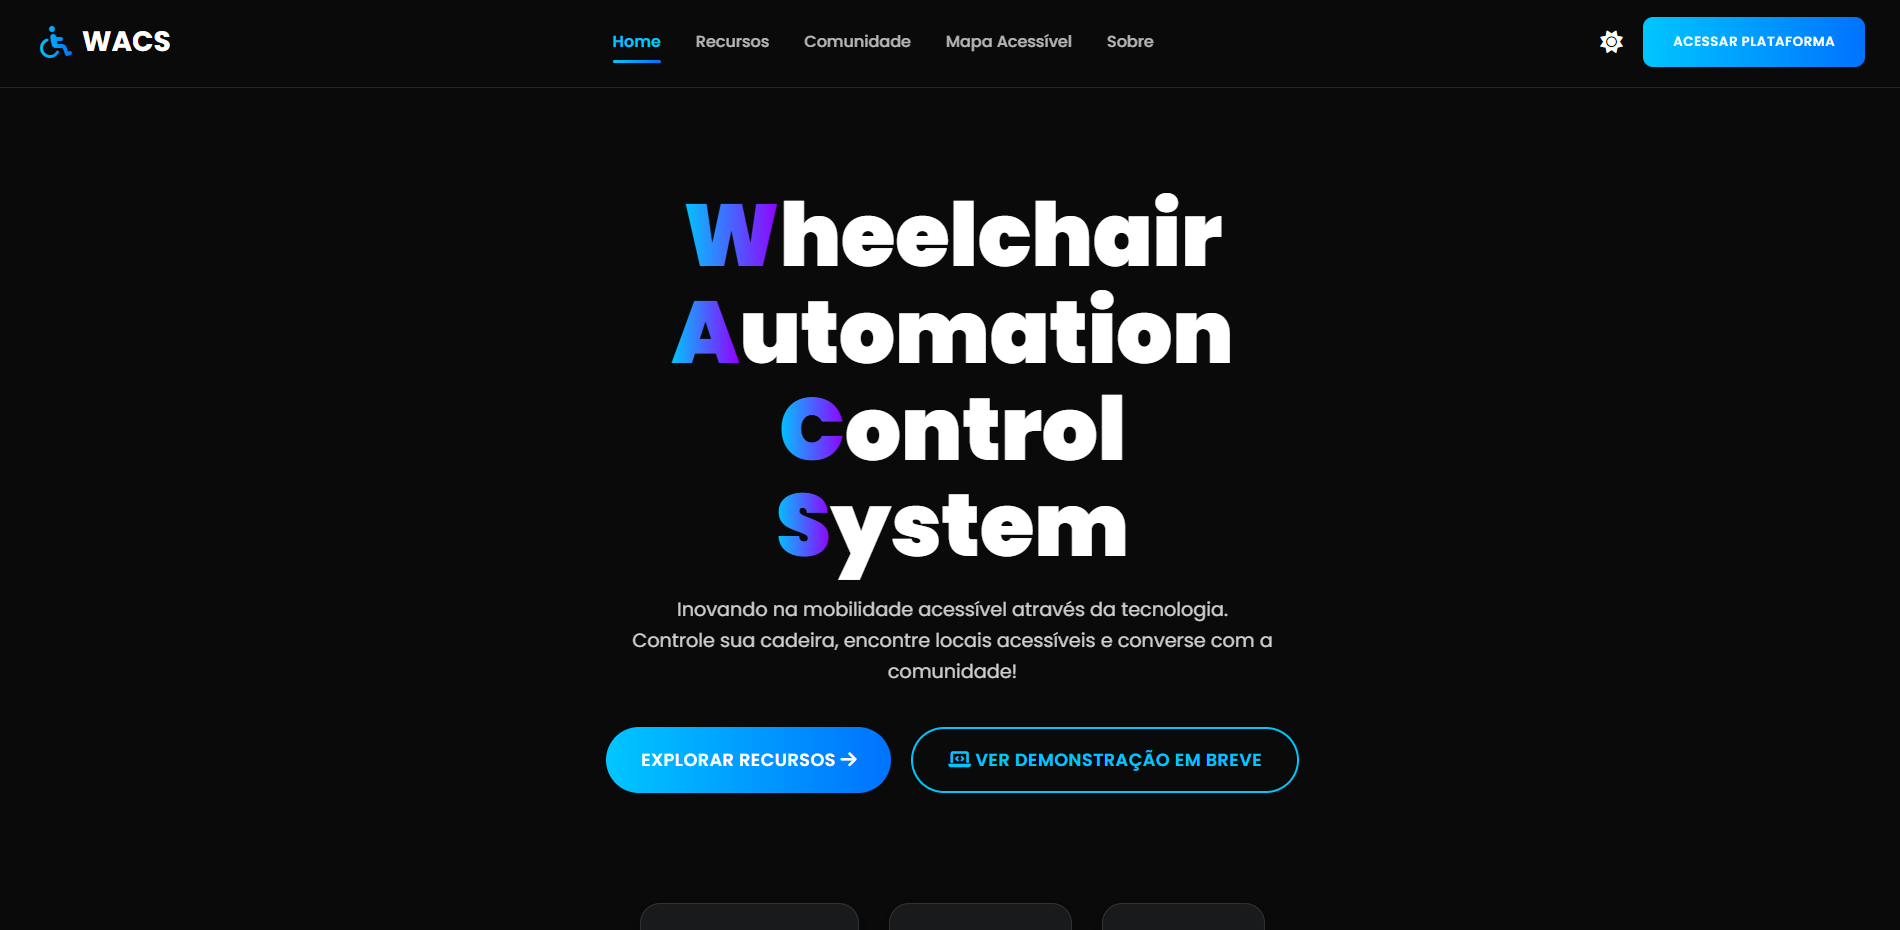 WACS
Home
Recursos
Comunidade
Mapa Acessível
Sobre
ACESSAR PLATAFORMA
Wheelchair
Automation
Control
System
Inovando na mobilidade acessível através da tecnologia.
Controle sua cadeira, encontre locais acessíveis e converse com a
comunidade!
EXPLORAR RECURSOS
VER DEMONSTRAÇÃO EM BREVE